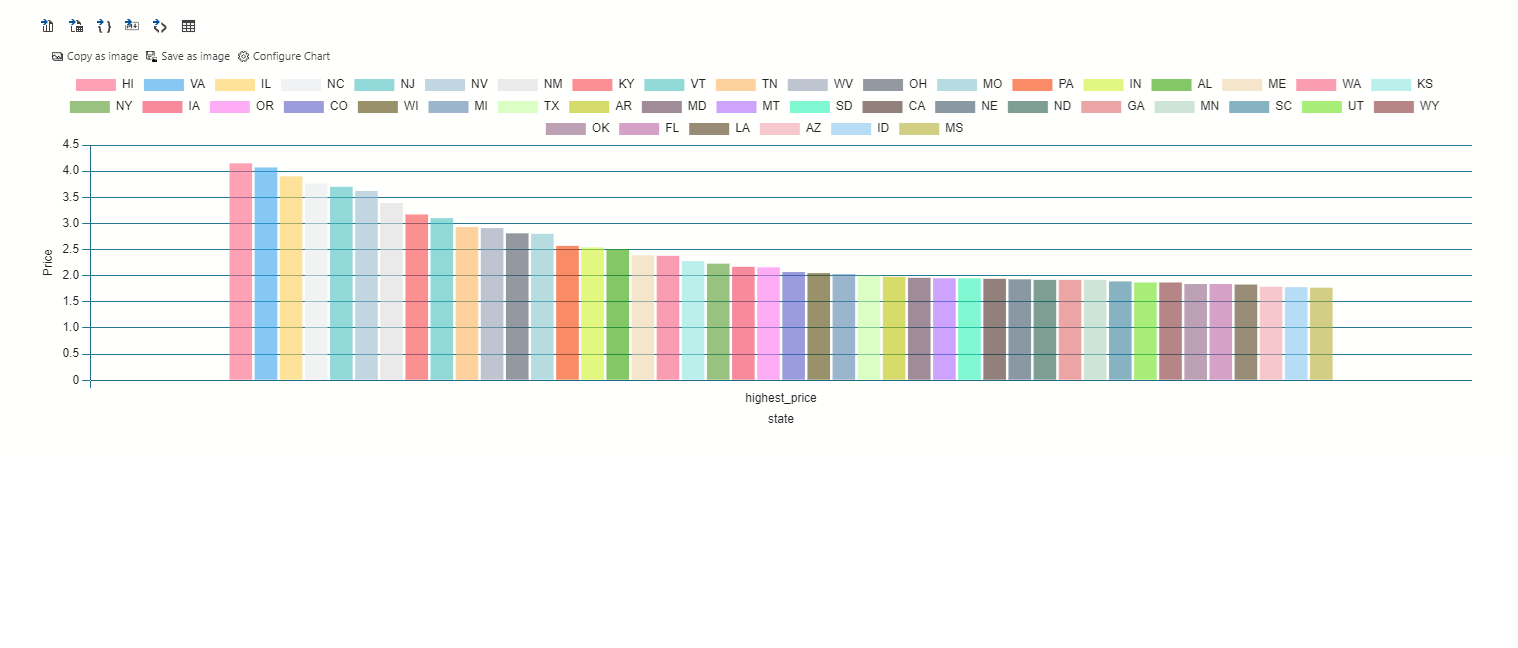 Copy as image Save as image Configure Chart
HI VA IL NC NJ NV NM KY VT TN WV OH MO PA IN AL ME WA KS
NY IA OR CO WI MI TX AR MD MT SD CA NE ND GA MN SC UT WY
OK FL LA AZ ID MS
4.5
4.0
3.5
3.0
2.5
2.0
1.5
1.0
0.5
0
Price
highest_price
state